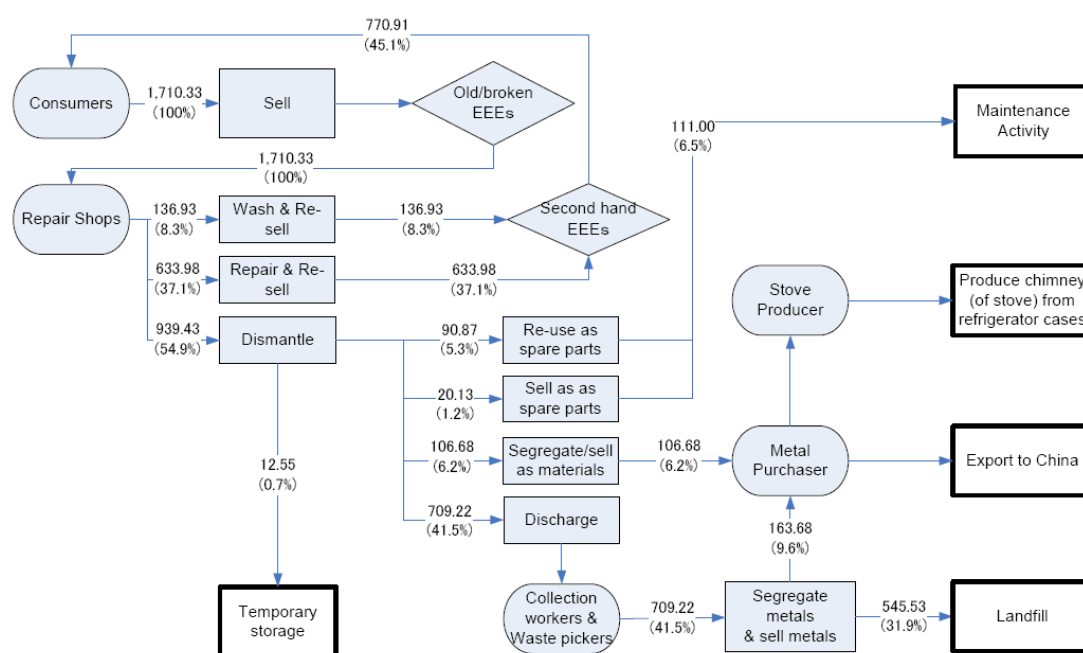 770.91
(45.1%)
Consumers
1,710.33
(100%)
Sell
Old/broken
EEEs
111.00
(6.5%)
Maintenance
Activity
1,710.33
(100%)
Repair Shops
136.93
(8.3%)
Wash & Re-
sell
136.93
(8.3%)
Second hand
EEEs
633.98
(37.1%)
Repair & Re-
sell
633.98
(37.1%)
Stove
Producer
Produce chimney
(of stove) from
refrigerator cases
939.43
(54.9%)
Dismantle
90.87
(5.3%)
Re-use as
spare parts
20.13
(1.2%)
Sell as as
spare parts
106.68
(6.2%)
Segregate/sell
as materials
106.68
(6.2%)
Metal
Purchaser
Export to China
12.55
(0.7%)
709.22
(41.5%)
Discharge
163.68
(9.6%)
Temporary
storage
Collection
workers &
Waste pickers
709.22
(41.5%)
Segregate
metals
& sell metals
545.53
(31.9%)
Landfill